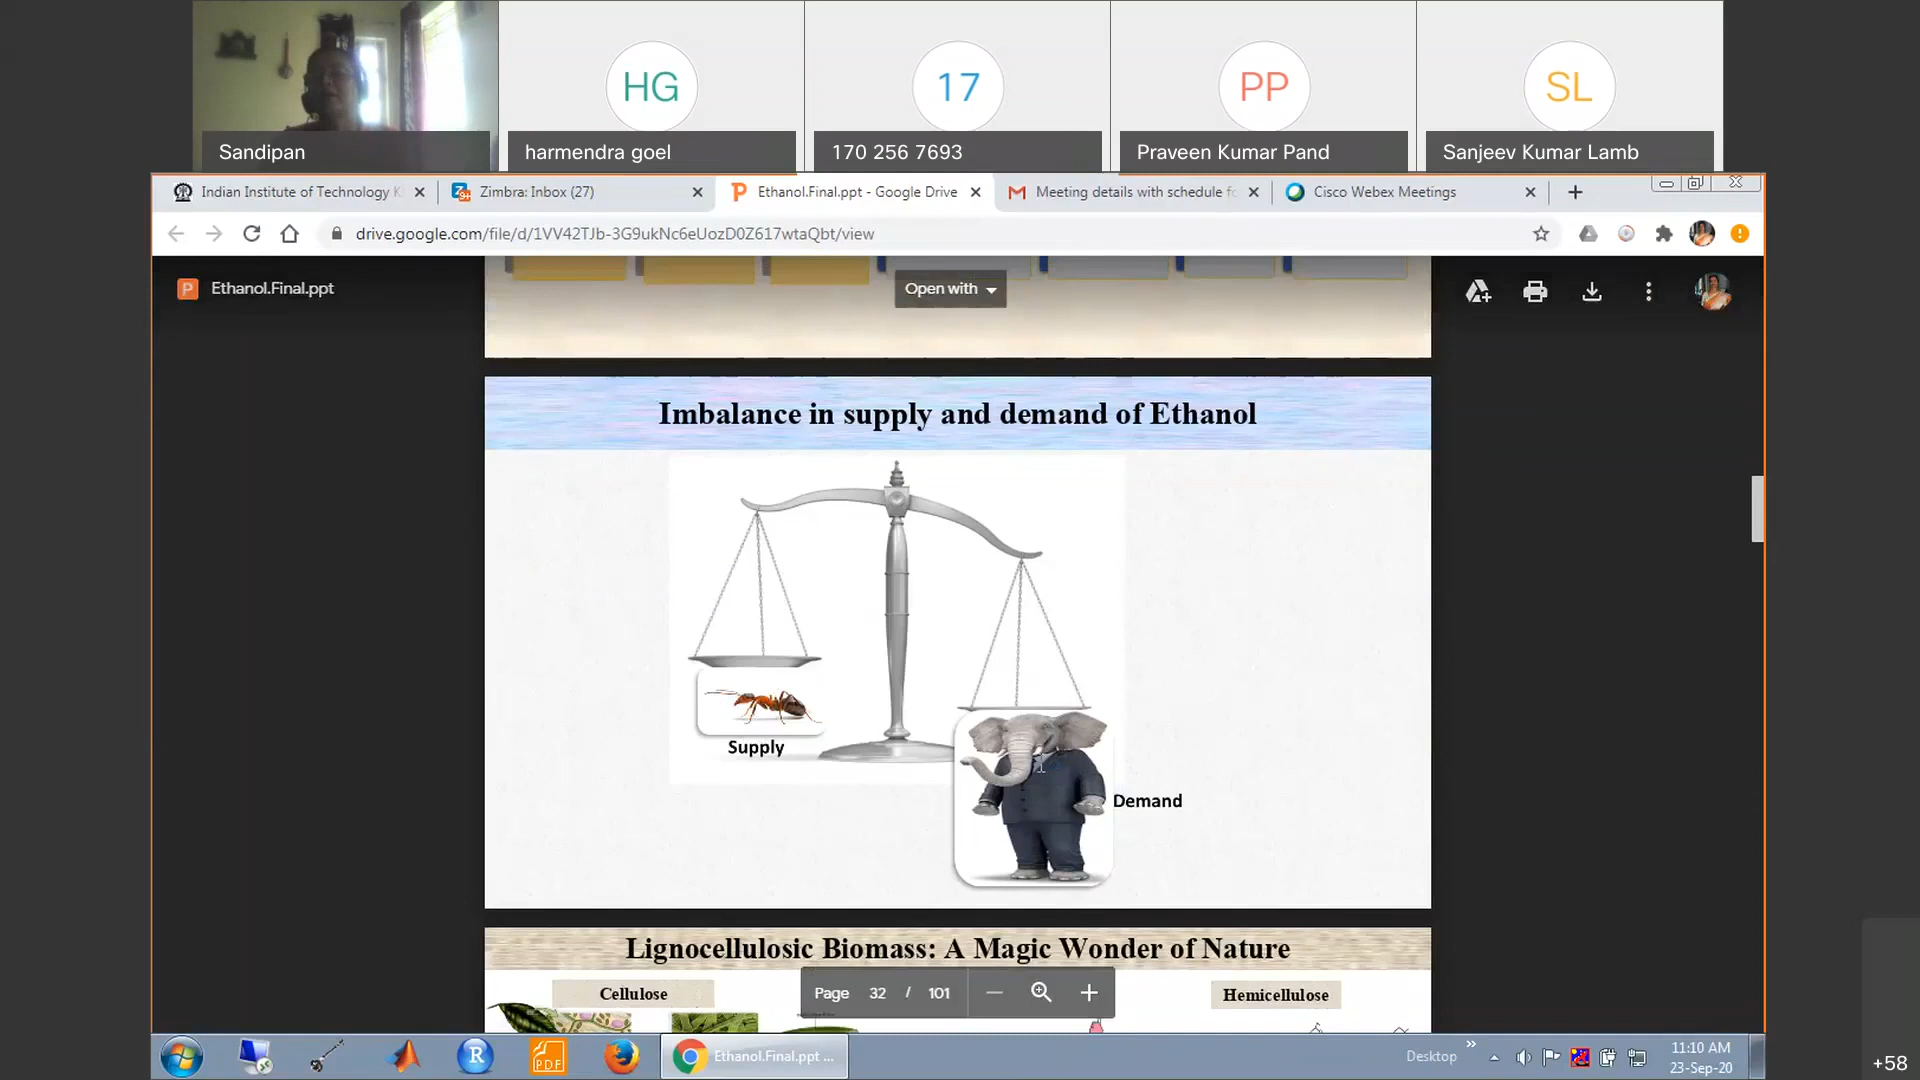 HG
17
PP
SL
Sandipan
harmendra goel
170 256 7693
Praveen Kumar Pand
Sanjeev Kumar Lamb
Indian Institute of Technology K
Zimbra: Inbox (27)
Ethanol.Final.ppt - Google Drive
Meeting details with schedule fo
Cisco Webex Meetings
drive.google.com/file/d/1VV42TJb-3G9ukNc6eUozD0Z617wtaQbt/view
Ethanol.Final.ppt
Open with
Imbalance in supply and demand of Ethanol
Supply
Demand
Lignocellulosic Biomass: A Magic Wonder of Nature
Cellulose
Page 32 / 101
Hemicellulose
PDF
Ethanol.Final.ppt ...
Desktop
11:10 AM
23-Sep-20
+58